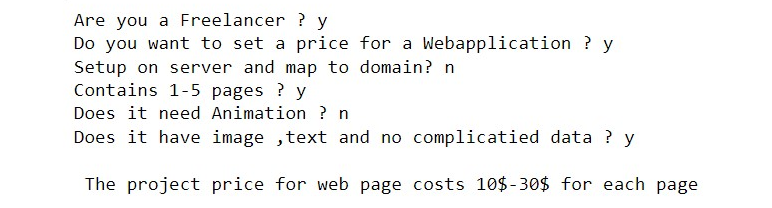 Are you a Freelancer ? y
Do you want to set a price for a Webapplication ? y
Setup on server and map to domain? n
Contains 1-5 pages ? y
Does it need Animation ? n
Does it have image ,text and no complicatied data ? y
The project price for web page costs 10$-30$ for each page